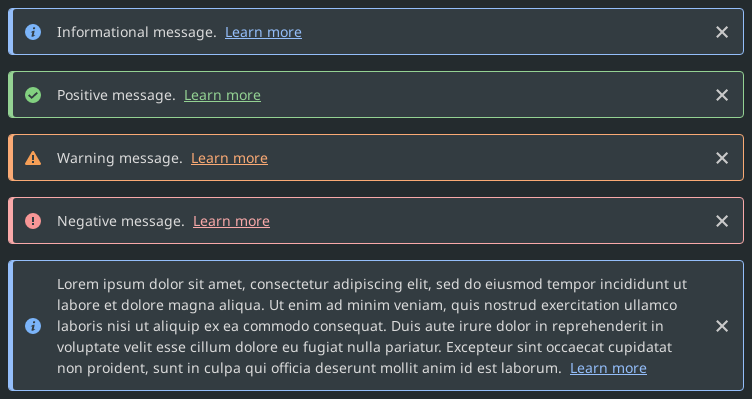 Informational message. Learn more
Positive message. Learn more
Warning message. Learn more
Negative message. Learn more
Lorem ipsum dolor sit amet, consectetur adipiscing elit, sed do eiusmod tempor incididunt ut
labore et dolore magna aliqua. Ut enim ad minim veniam, quis nostrud exercitation ullamco
laboris nisi ut aliquip ex ea commodo consequat. Duis aute irure dolor in reprehenderit in
voluptate velit esse cillum dolore eu fugiat nulla pariatur. Excepteur sint occaecat cupidatat
non proident, sunt in culpa qui officia deserunt mollit anim id est laborum. Learn more